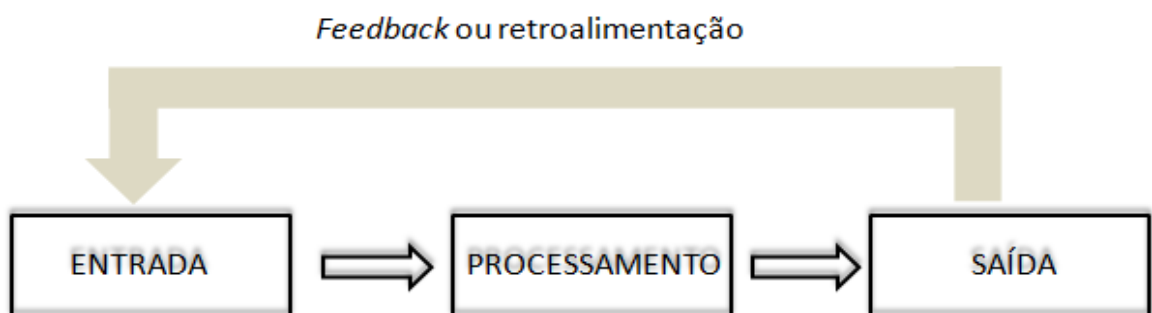 Feedback ou retroalimentação
ENTRADA
PROCESSAMENTO
SAÍDA